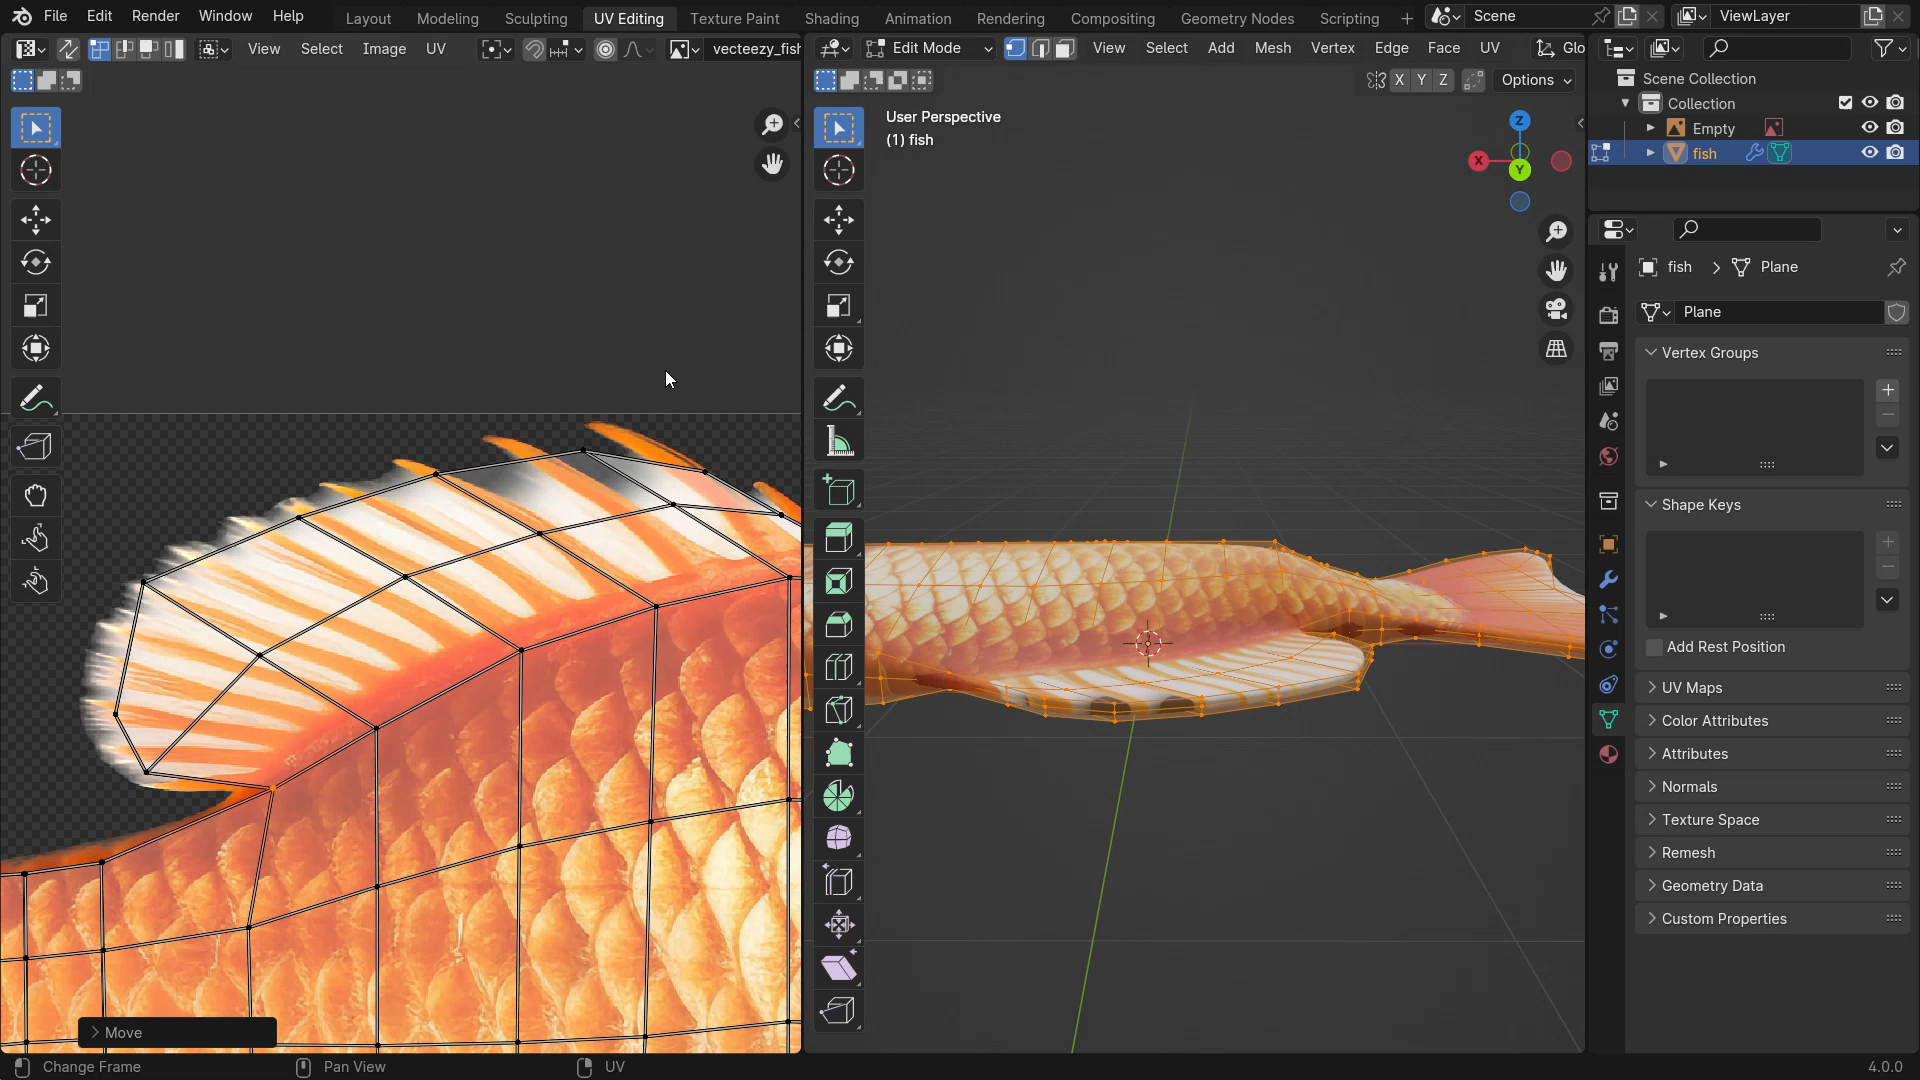 File Edit Render Window Help Layout Modeling Sculpting UV Editing Texture Paint Shading Animation Rendering Compositing Geometry Nodes Scripting Scene ViewLayer
View Select Image UV vecteezy_fish Edit Mode View Select Add Mesh Vertex Edge Face UV Glo
X Y Z Options
Scene Collection
Collection
Empty
fish
User Perspective
(1) fish
Z
X
Y
fish > Plane
Plane
Vertex Groups
Shape Keys
Add Rest Position
UV Maps
Color Attributes
Attributes
Normals
Texture Space
Remesh
Geometry Data
Custom Properties
Move
Change Frame Pan View UV 4.0.0